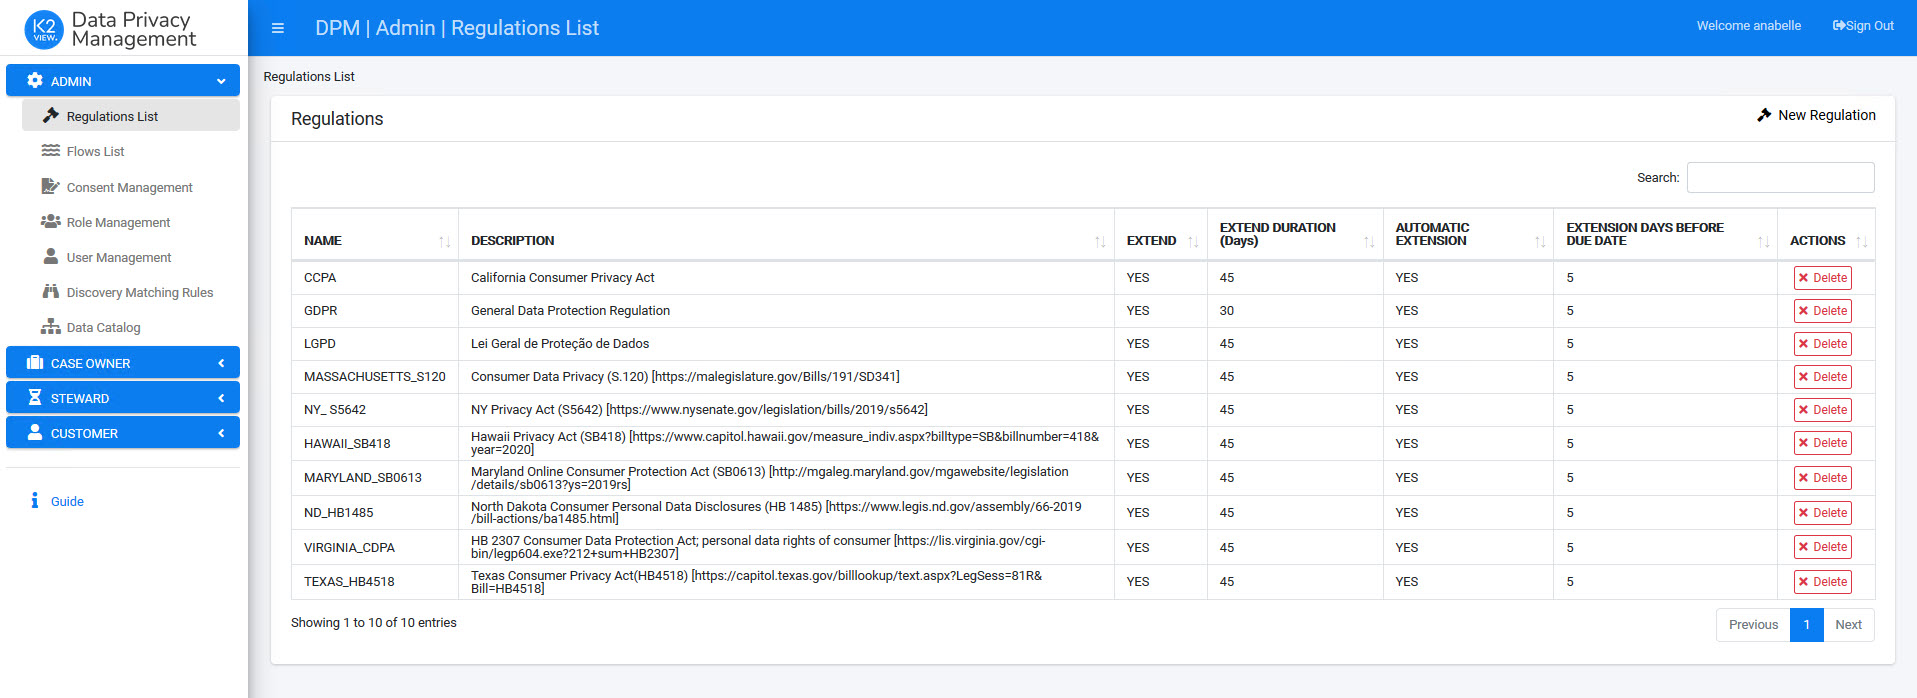 K2
VIEW.
Data Privacy
Management
DPM | Admin | Regulations List
Welcome anabelle
Sign Out
ADMIN
Regulations List
Flows List
Consent Management
Role Management
User Management
Discovery Matching Rules
Data Catalog
CASE OWNER
STEWARD
CUSTOMER
Guide
Regulations List
Regulations
New Regulation
Search:
NAME DESCRIPTION EXTEND EXTEND DURATION (Days) AUTOMATIC EXTENSION EXTENSION DAYS BEFORE DUE DATE ACTIONS
CCPA California Consumer Privacy Act YES 45 YES 5 Delete
GDPR General Data Protection Regulation YES 30 YES 5 Delete
LGPD Lei Geral de Proteção de Dados YES 45 YES 5 Delete
MASSACHUSETTS_S120 Consumer Data Privacy (S.120) [https://malegislature.gov/Bills/191/SD341] YES 45 YES 5 Delete
NY_ S5642 NY Privacy Act (S5642) [https://www.nysenate.gov/legislation/bills/2019/s5642] YES 45 YES 5 Delete
HAWAII_SB418 Hawaii Privacy Act (SB418) [https://www.capitol.hawaii.gov/measure_indiv.aspx?billtype=SB&billnumber=418&
year=2020] YES 45 YES 5 Delete
MARYLAND_SB0613 Maryland Online Consumer Protection Act (SB0613) [http://mgaleg.maryland.gov/mgawebsite/legislation
/details/sb0613?ys=2019rs] YES 45 YES 5 Delete
ND_HB1485 North Dakota Consumer Personal Data Disclosures (HB 1485) [https://www.legis.nd.gov/assembly/66-2019
/bill-actions/ba1485.html] YES 45 YES 5 Delete
VIRGINIA_CDPA HB 2307 Consumer Data Protection Act; personal data rights of consumer [https://lis.virginia.gov/cgi-
bin/legp604.exe?212+sum+HB2307] YES 45 YES 5 Delete
TEXAS_HB4518 Texas Consumer Privacy Act(HB4518) [https://capitol.texas.gov/billlookup/text.aspx?LegSess=81R&
Bill=HB4518] YES 45 YES 5 Delete
Showing 1 to 10 of 10 entries
Previous 1 Next